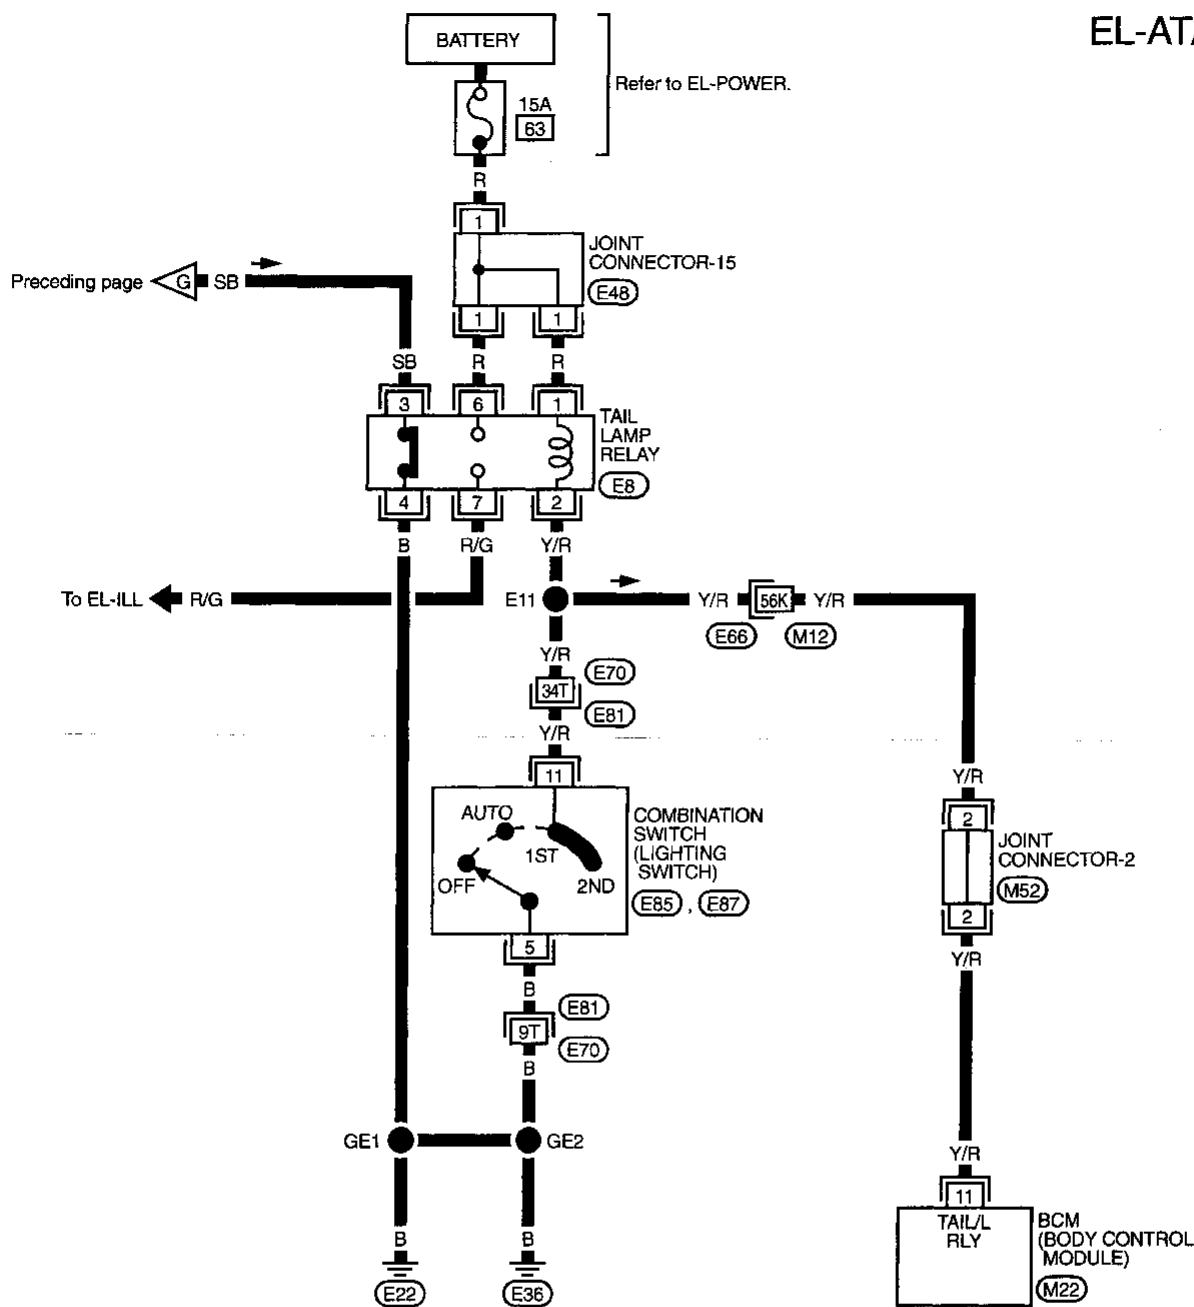 EL-AT
BATTERY
Refer to EL-POWER.
15A
63
R
1
JOINT
CONNECTOR-15
E48
Preceding page
G
SB
1
1
SB
R
R
3
6
1
TAIL
LAMP
RELAY
E8
4
7
2
B
R/G
Y/R
To EL-ILL
R/G
E11
Y/R
56K
Y/R
E66
M12
Y/R
E70
34T
E81
Y/R
11
AUTO
1ST
OFF
2ND
COMBINATION
SWITCH
(LIGHTING
SWITCH)
E85 , E87
Y/R
2
JOINT
CONNECTOR-2
M52
2
Y/R
5
B
E81
9T
E70
B
GE1
GE2
Y/R
11
TAIL/L
RLY
BCM
(BODY CONTROL
MODULE)
M22
B
B
E22
E36